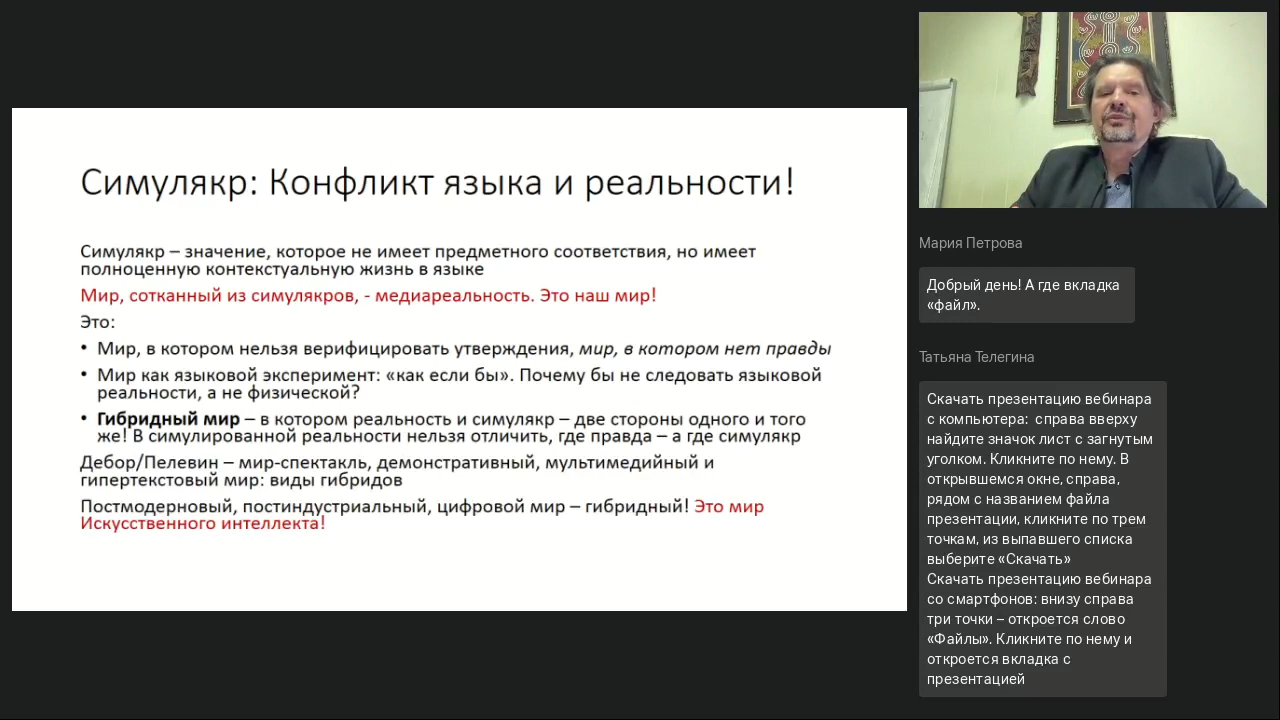 Симулякр: Конфликт языка и реальности!
Симулякр – значение, которое не имеет предметного соответствия, но имеет
полноценную контекстуальную жизнь в языке
Мир, сотканный из симулякров, - медиареальность. Это наш мир!
Это:
• Мир, в котором нельзя верифицировать утверждения, мир, в котором нет правды
• Мир как языковой эксперимент: «как если бы». Почему бы не следовать языковой
реальности, а не физической?
• Гибридный мир – в котором реальность и симулякр – две стороны одного и того
же! В симулированной реальности нельзя отличить, где правда – а где симулякр
Дебор/Пелевин – мир-спектакль, демонстративный, мультимедийный и
гипертекстовый мир: виды гибридов
Постмодерновый, постиндустриальный, цифровой мир – гибридный! Это мир
Искусственного интеллекта!
Мария Петрова
Добрый день! А где вкладка
«файл».
Татьяна Телегина
Скачать презентацию вебинара
с компьютера:  справа вверху
найдите значок лист с загнутым
уголком. Кликните по нему. В
открывшемся окне, справа,
рядом с названием файла
презентации, кликните по трем
точкам, из выпавшего списка
выберите «Скачать»
Скачать презентацию вебинара
со смартфонов: внизу справа
три точки – откроется слово
«Файлы». Кликните по нему и
откроется вкладка с
презентацией